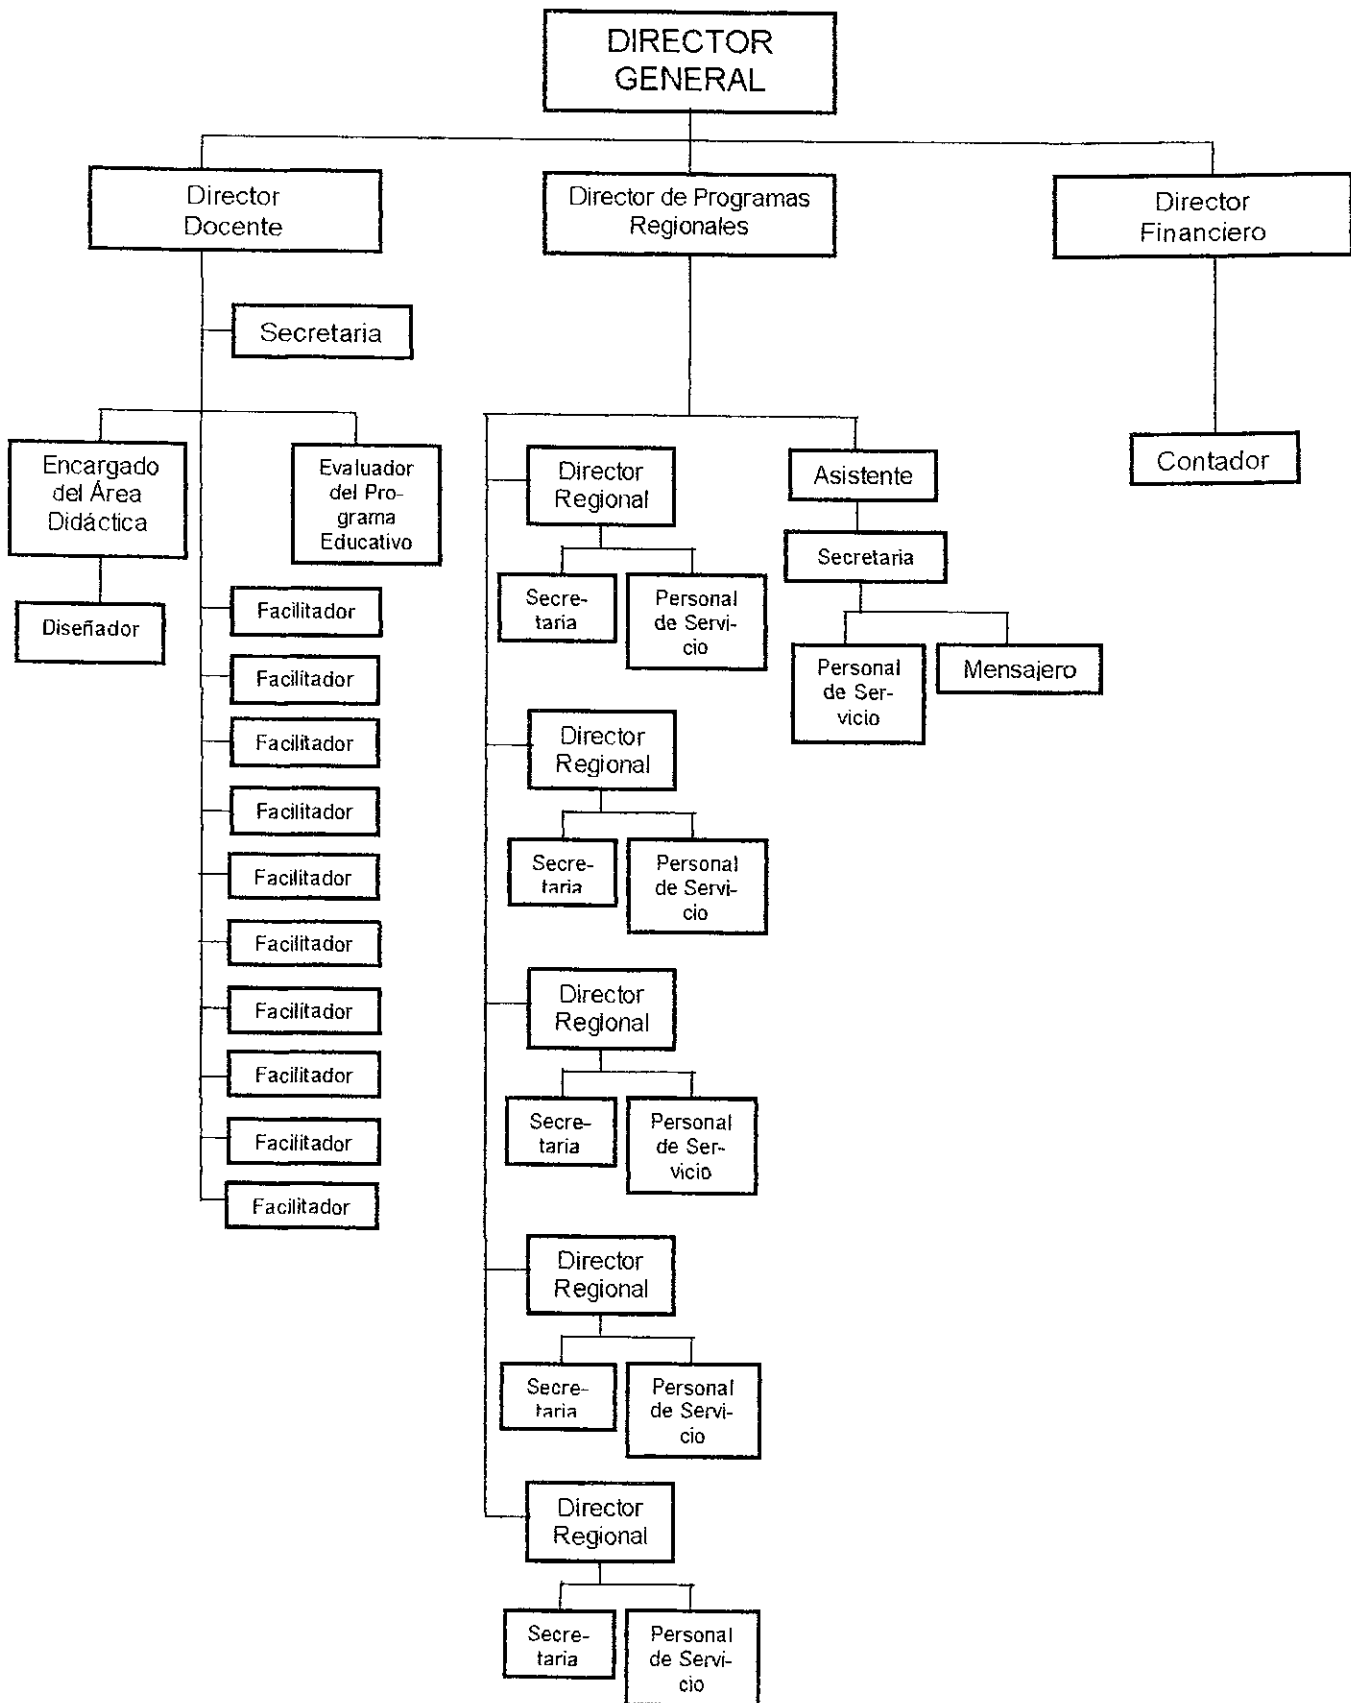 DIRECTOR
GENERAL
Director
Docente
Director de Programas
Regionales
Director
Financiero
Secretaria
Encargado
del Área
Didáctica
Evaluador
del Pro-
grama
Educativo
Diseñador
Facilitador
Facilitador
Facilitador
Facilitador
Facilitador
Facilitador
Facilitador
Facilitador
Facilitador
Facilitador
Director
Regional
Secre-
taria
Personal
de Servi-
cio
Director
Regional
Secre-
taria
Personal
de Servi-
cio
Director
Regional
Secre-
taria
Personal
de Ser-
vicio
Director
Regional
Secre-
taria
Personal
de Servi-
cio
Director
Regional
Secre-
taria
Personal
de Servi-
cio
Asistente
Secretaria
Personal
de Ser-
vicio
Mensajero
Contador